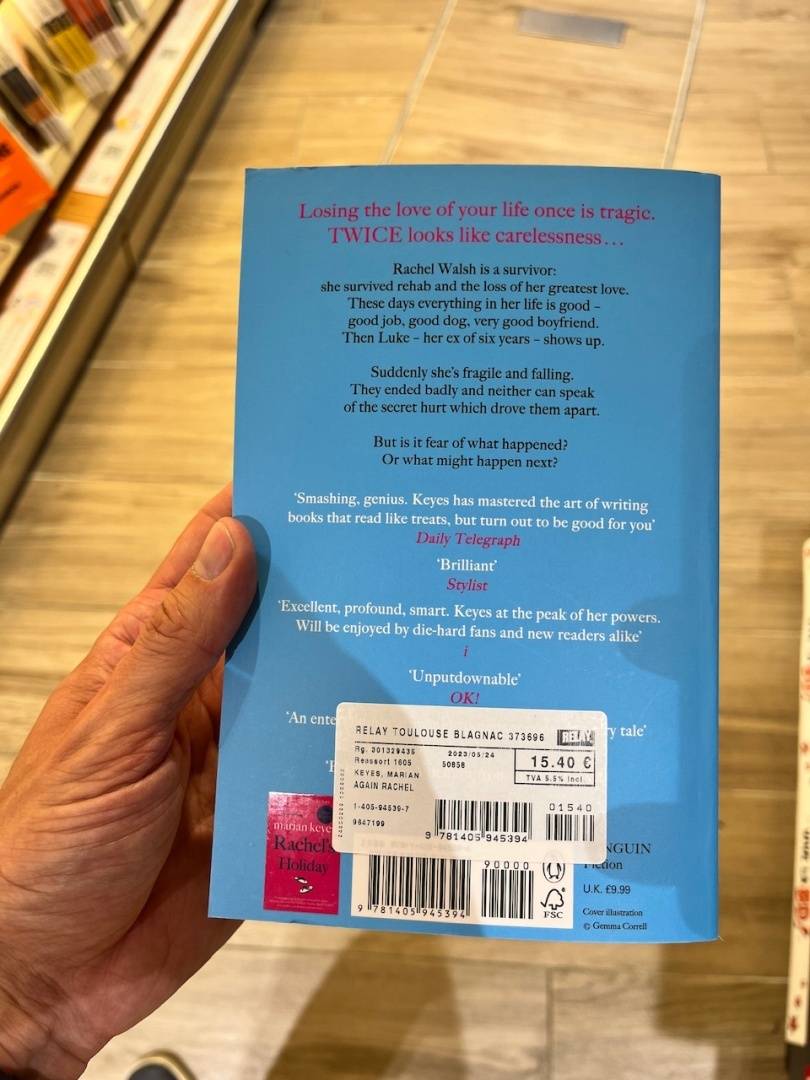 Losing the love of your life once is tragic.
TWICE looks like carelessness…
Rachel Walsh is a survivor:
she survived rehab and the loss of her greatest love.
These days everything in her life is good –
good job, good dog, very good boyfriend.
Then Luke – her ex of six years – shows up.
Suddenly she's fragile and falling.
They ended badly and neither can speak
of the secret hurt which drove them apart.
But is it fear of what happened?
Or what might happen next?
'Smashing, genius. Keyes has mastered the art of writing
books that read like treats, but turn out to be good for you'
Daily Telegraph
'Brilliant'
Stylist
'Excellent, profound, smart. Keyes at the peak of her powers.
Will be enjoyed by die-hard fans and new readers alike'
i
'Unputdownable'
OK!
'An tale'
RELAY TOULOUSE BLAGNAC 373696 RELAY
Rg. 301329435 2023/05/24 15.40 €
Reassort 1605 50858 TVA 5.5% incl.
KEYES, MARIAN
AGAIN RACHEL
1-405-94539-7 01540
9647199
9 781405 945394
marian keyes
Rachel's
Holiday
90000
9 781405 945394
FSC
PENGUIN
Fiction
U.K. £9.99
Cover illustration
© Gemma Correll